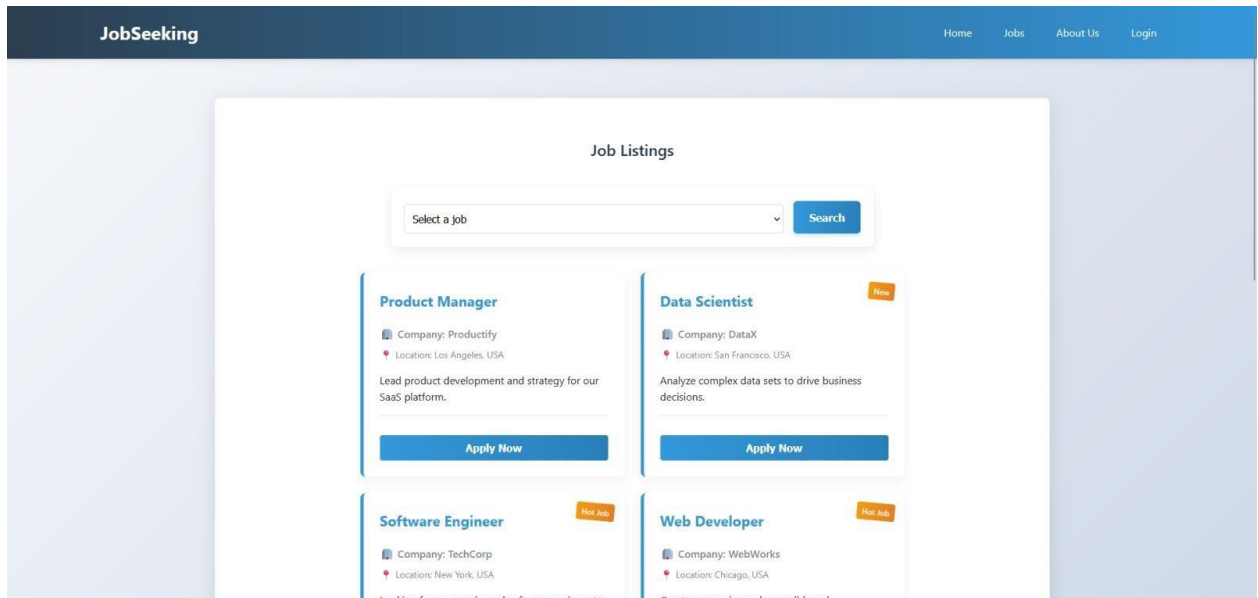 JobSeeking
Home Jobs About Us Login
Job Listings
Select a job
Search
Product Manager
Company: Productify
Location: Los Angeles, USA
Lead product development and strategy for our
SaaS platform.
Apply Now
New
Data Scientist
Company: DataX
Location: San Francisco, USA
Analyze complex data sets to drive business
decisions.
Apply Now
Hot Job
Software Engineer
Company: TechCorp
Location: New York, USA
Hot Job
Web Developer
Company: WebWorks
Location: Chicago, USA